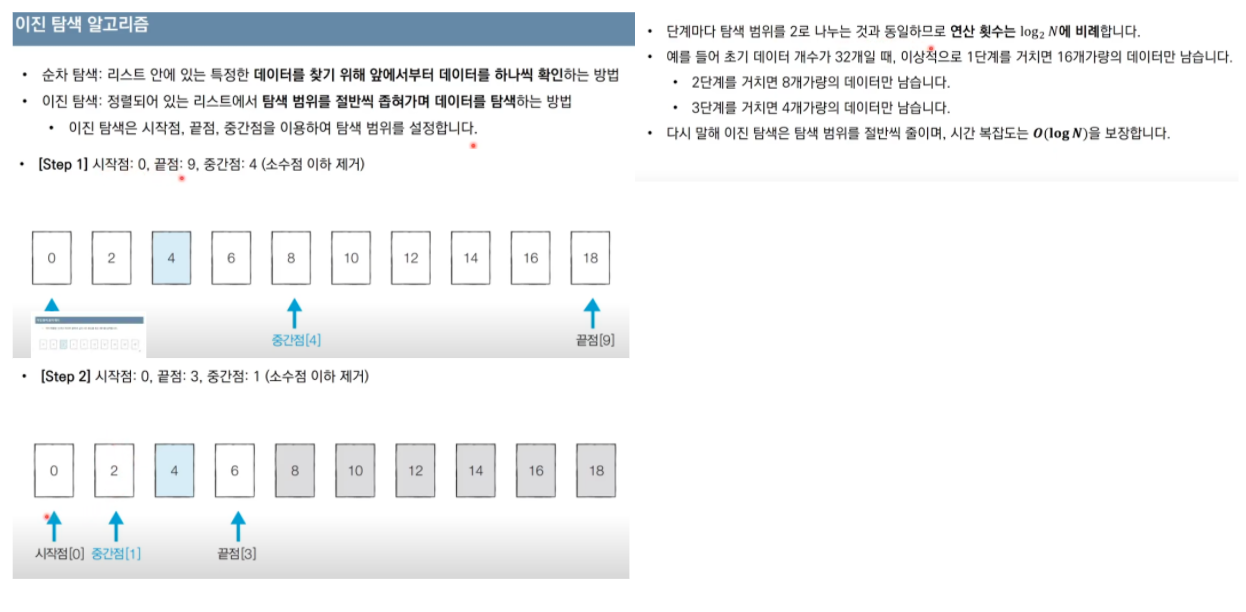 이진 탐색 알고리즘
• 순차 탐색: 리스트 안에 있는 특정한 데이터를 찾기 위해 앞에서부터 데이터를 하나씩 확인하는 방법
• 이진 탐색: 정렬되어 있는 리스트에서 탐색 범위를 절반씩 좁혀가며 데이터를 탐색하는 방법
• 이진 탐색은 시작점, 끝점, 중간점을 이용하여 탐색 범위를 설정합니다.
• [Step 1] 시작점: 0, 끝점: 9, 중간점: 4 (소수점 이하 제거)
0 2 4 6 8 10 12 14 16 18
중간점[4] 끝점[9]
• [Step 2] 시작점: 0, 끝점: 3, 중간점: 1 (소수점 이하 제거)
0 2 4 6 8 10 12 14 16 18
시작점[0] 중간점[1] 끝점[3]
• 단계마다 탐색 범위를 2로 나누는 것과 동일하므로 연산 횟수는 log₂ N에 비례합니다.
• 예를 들어 초기 데이터 개수가 32개일 때, 이상적으로 1단계를 거치면 16개가량의 데이터만 남습니다.
• 2단계를 거치면 8개가량의 데이터만 남습니다.
• 3단계를 거치면 4개가량의 데이터만 남습니다.
• 다시 말해 이진 탐색은 탐색 범위를 절반씩 줄이며, 시간 복잡도는 O(log N)을 보장합니다.